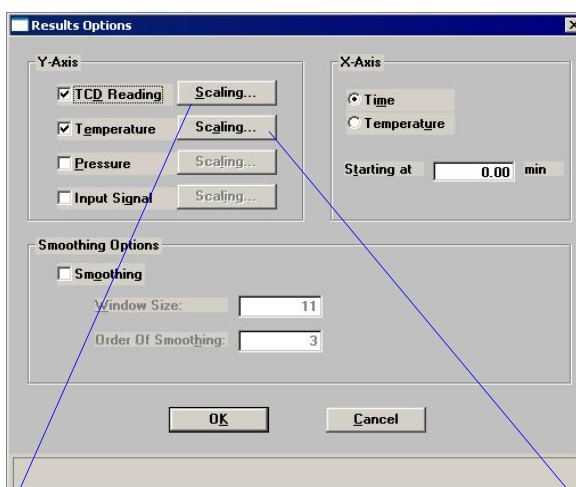 Results Options
Y-Axis
TCD Reading Scaling...
Temperature Scaling...
Pressure Scaling...
Input Signal Scaling...
X-Axis
Time
Temperature
Starting at 0.00 min
Smoothing Options
Smoothing
Window Size: 11
Order Of Smoothing: 3
OK Cancel